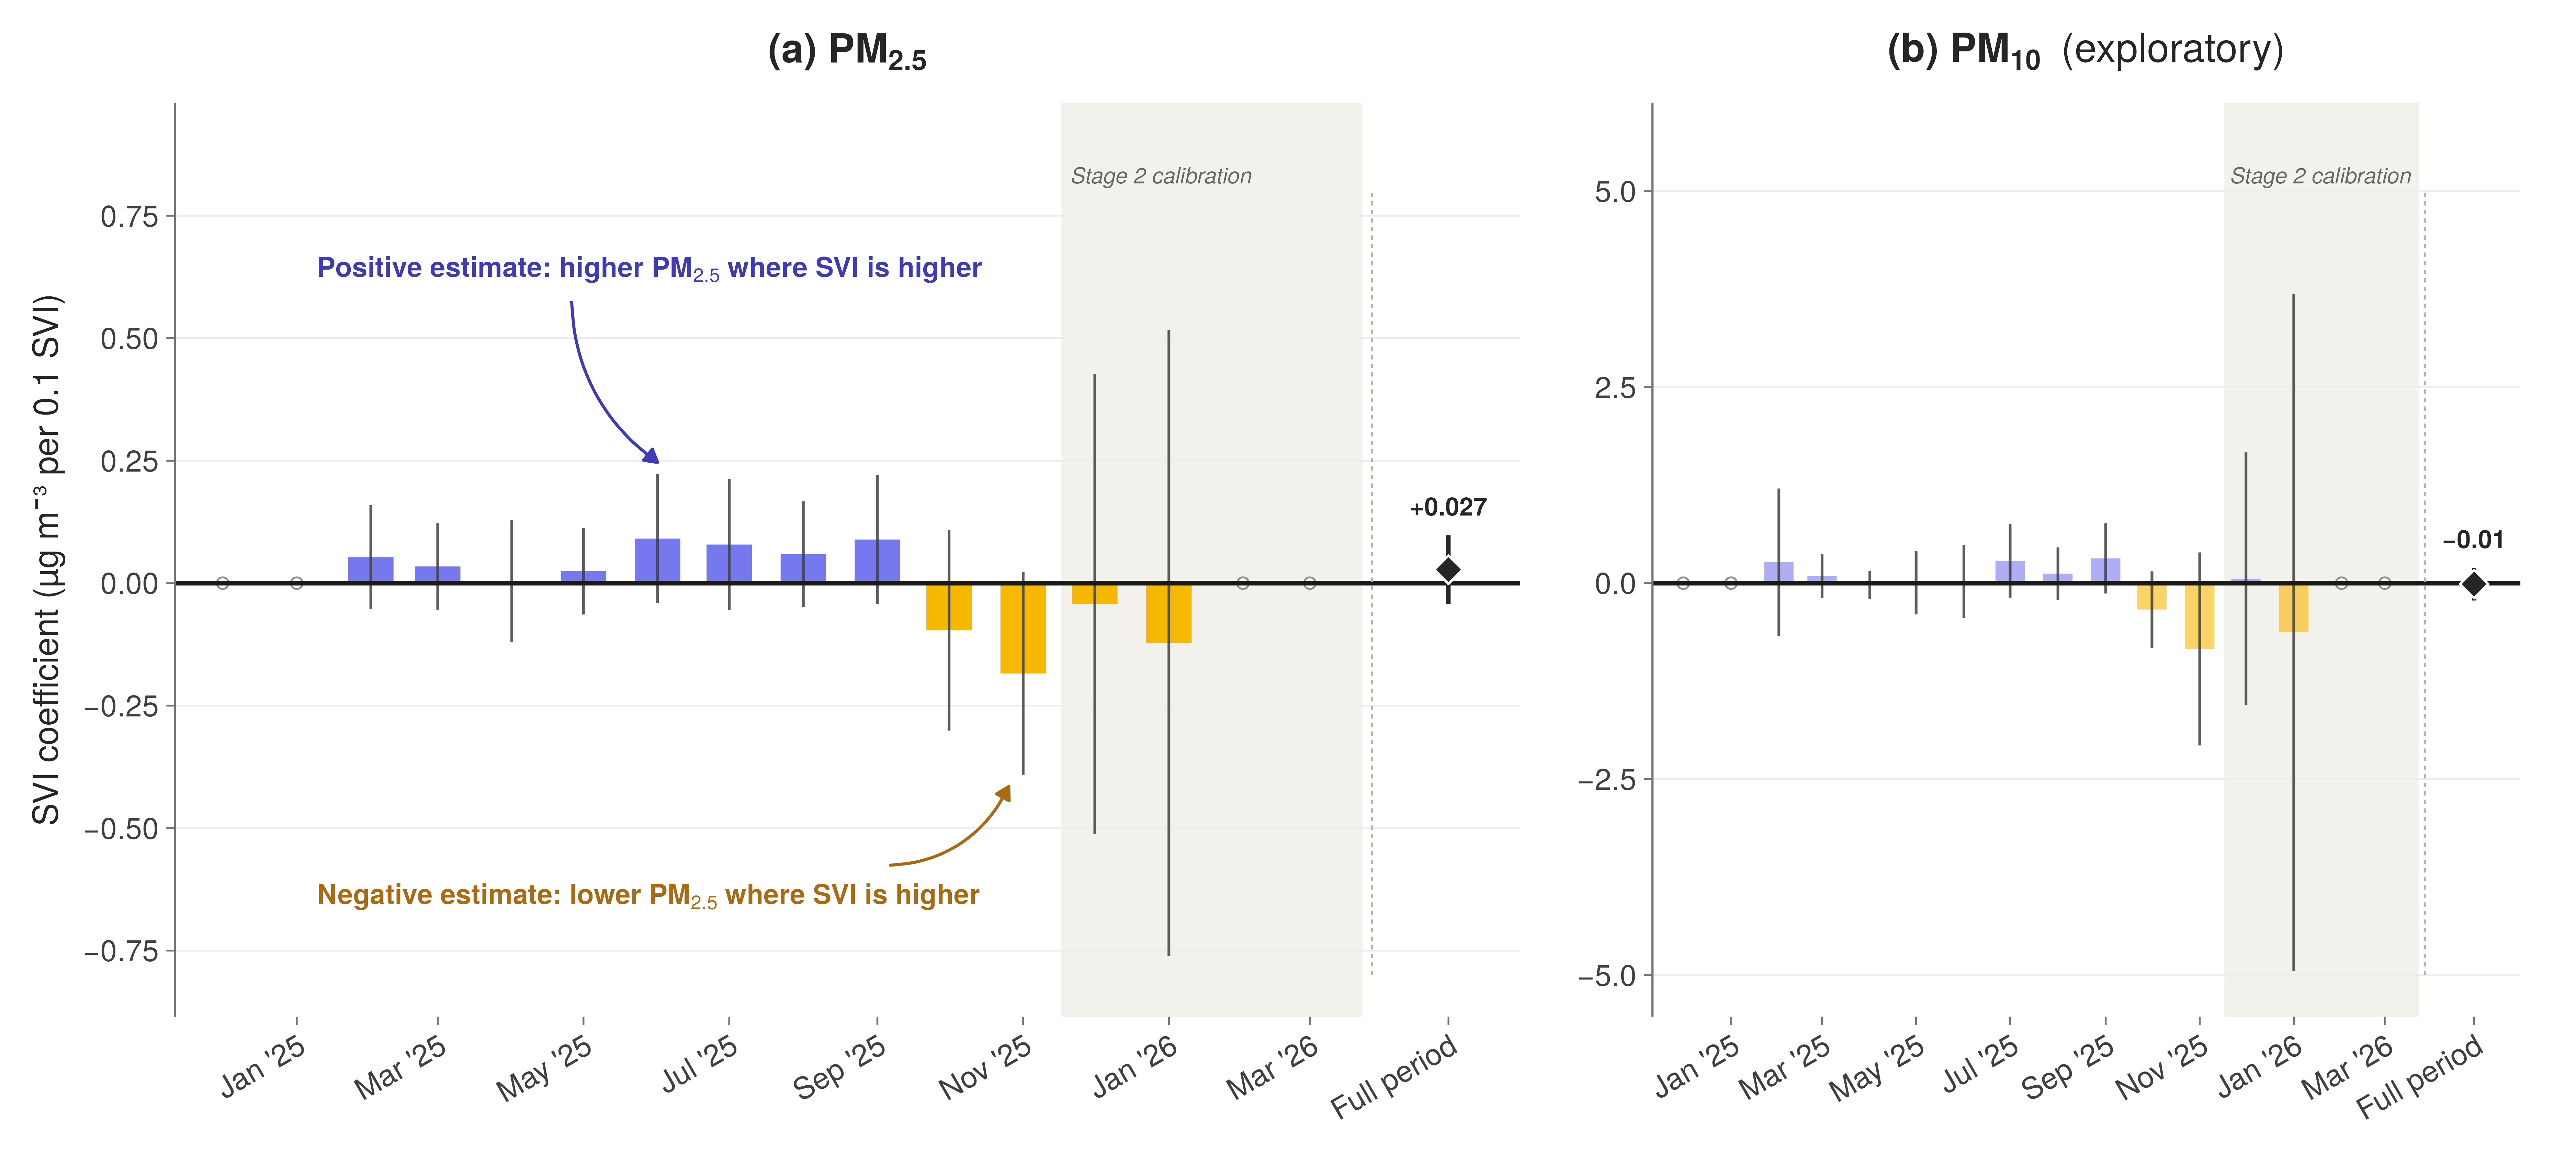 (a) PM2.5
(b) PM10 (exploratory)
SVI coefficient (µg m⁻³ per 0.1 SVI)
0.75
0.50
0.25
0.00
−0.25
−0.50
−0.75
Stage 2 calibration
Positive estimate: higher PM2.5 where SVI is higher
+0.027
Negative estimate: lower PM2.5 where SVI is higher
Jan '25
Mar '25
May '25
Jul '25
Sep '25
Nov '25
Jan '26
Mar '26
Full period
5.0
2.5
0.0
−2.5
−5.0
Stage 2 calibration
−0.01
Jan '25
Mar '25
May '25
Jul '25
Sep '25
Nov '25
Jan '26
Mar '26
Full period